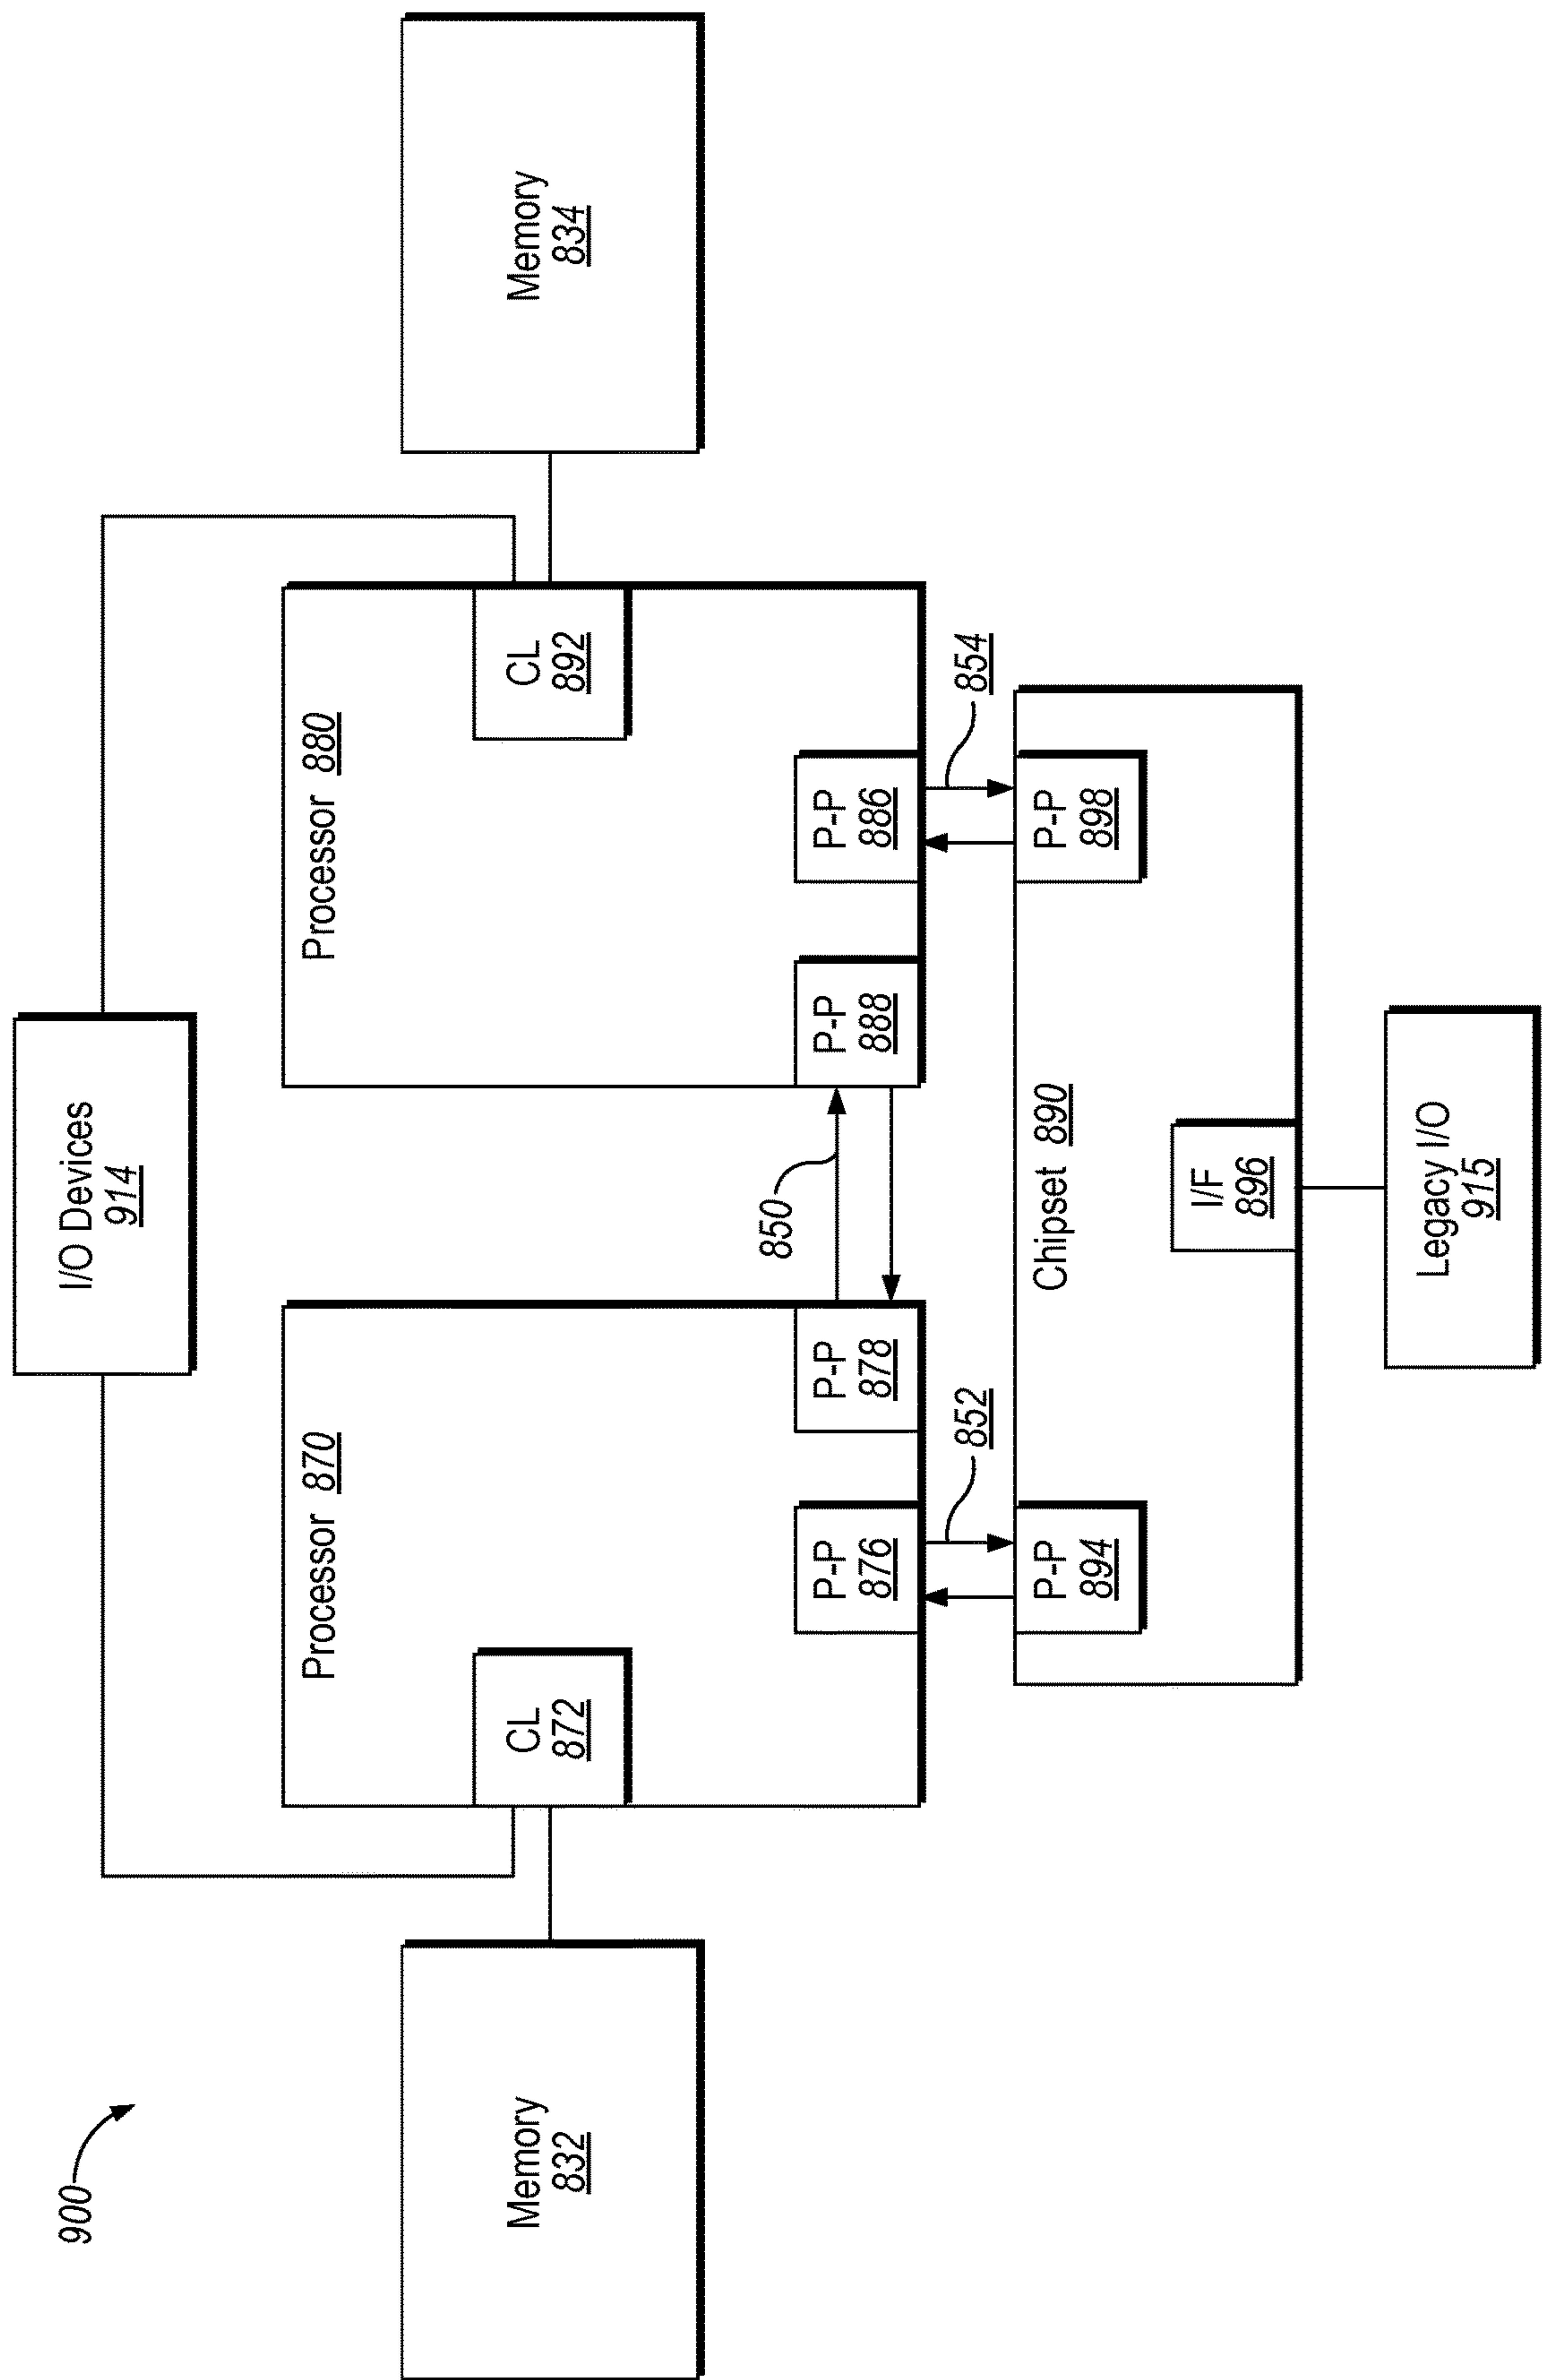 900
I/O Devices
914
Memory
832
Processor 870
CL
872
P-P
876
P-P
878
850
Processor 880
CL
892
P-P
888
P-P
886
Memory
834
852
854
P-P
894
Chipset 890
P-P
898
I/F
896
Legacy I/O
915